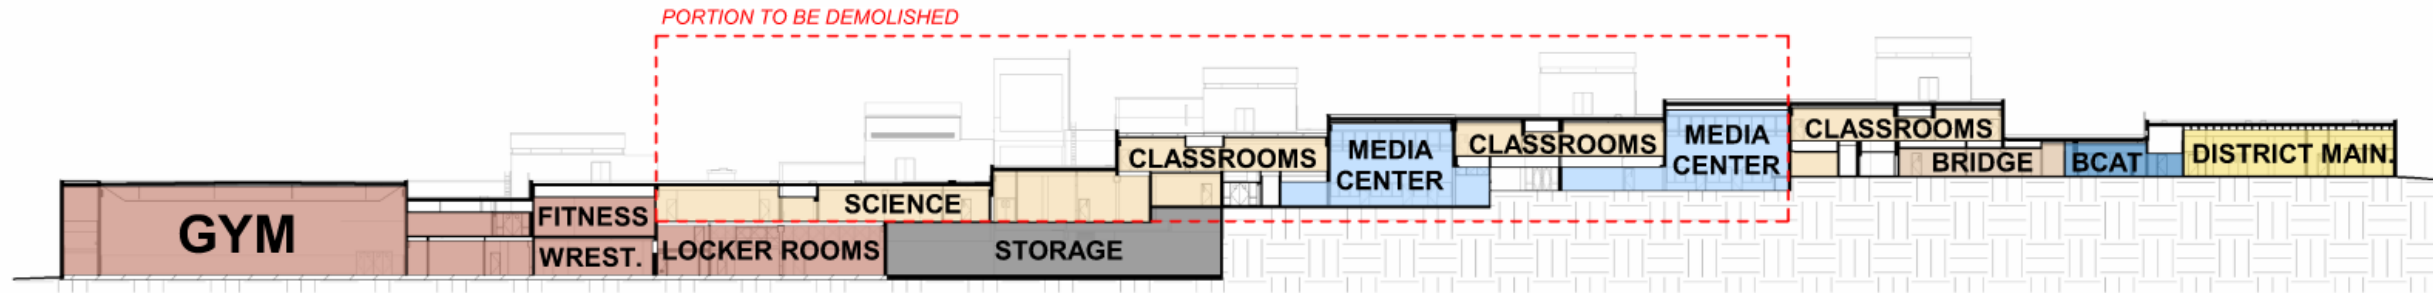 PORTION TO BE DEMOLISHED
GYM
FITNESS
WREST.
SCIENCE
LOCKER ROOMS
STORAGE
CLASSROOMS
MEDIA
CENTER
CLASSROOMS
MEDIA
CENTER
CLASSROOMS
BRIDGE
BCAT
DISTRICT MAIN.